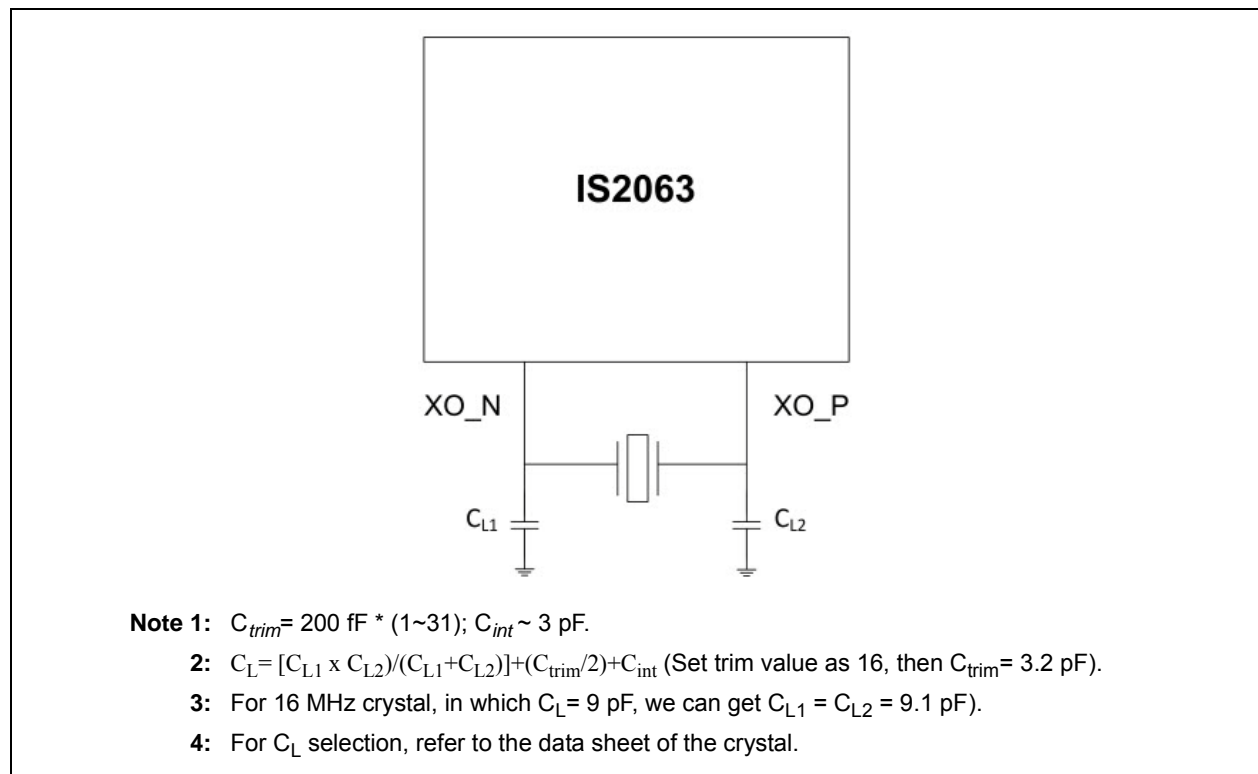 IS2063
XO_N
XO_P
CL1
CL2
Note 1: Ctrim= 200 fF * (1~31); Cint ~ 3 pF.
2: CL= [CL1 x CL2)/(CL1+CL2)]+(Ctrim/2)+Cint (Set trim value as 16, then Ctrim= 3.2 pF).
3: For 16 MHz crystal, in which CL= 9 pF, we can get CL1 = CL2 = 9.1 pF).
4: For CL selection, refer to the data sheet of the crystal.